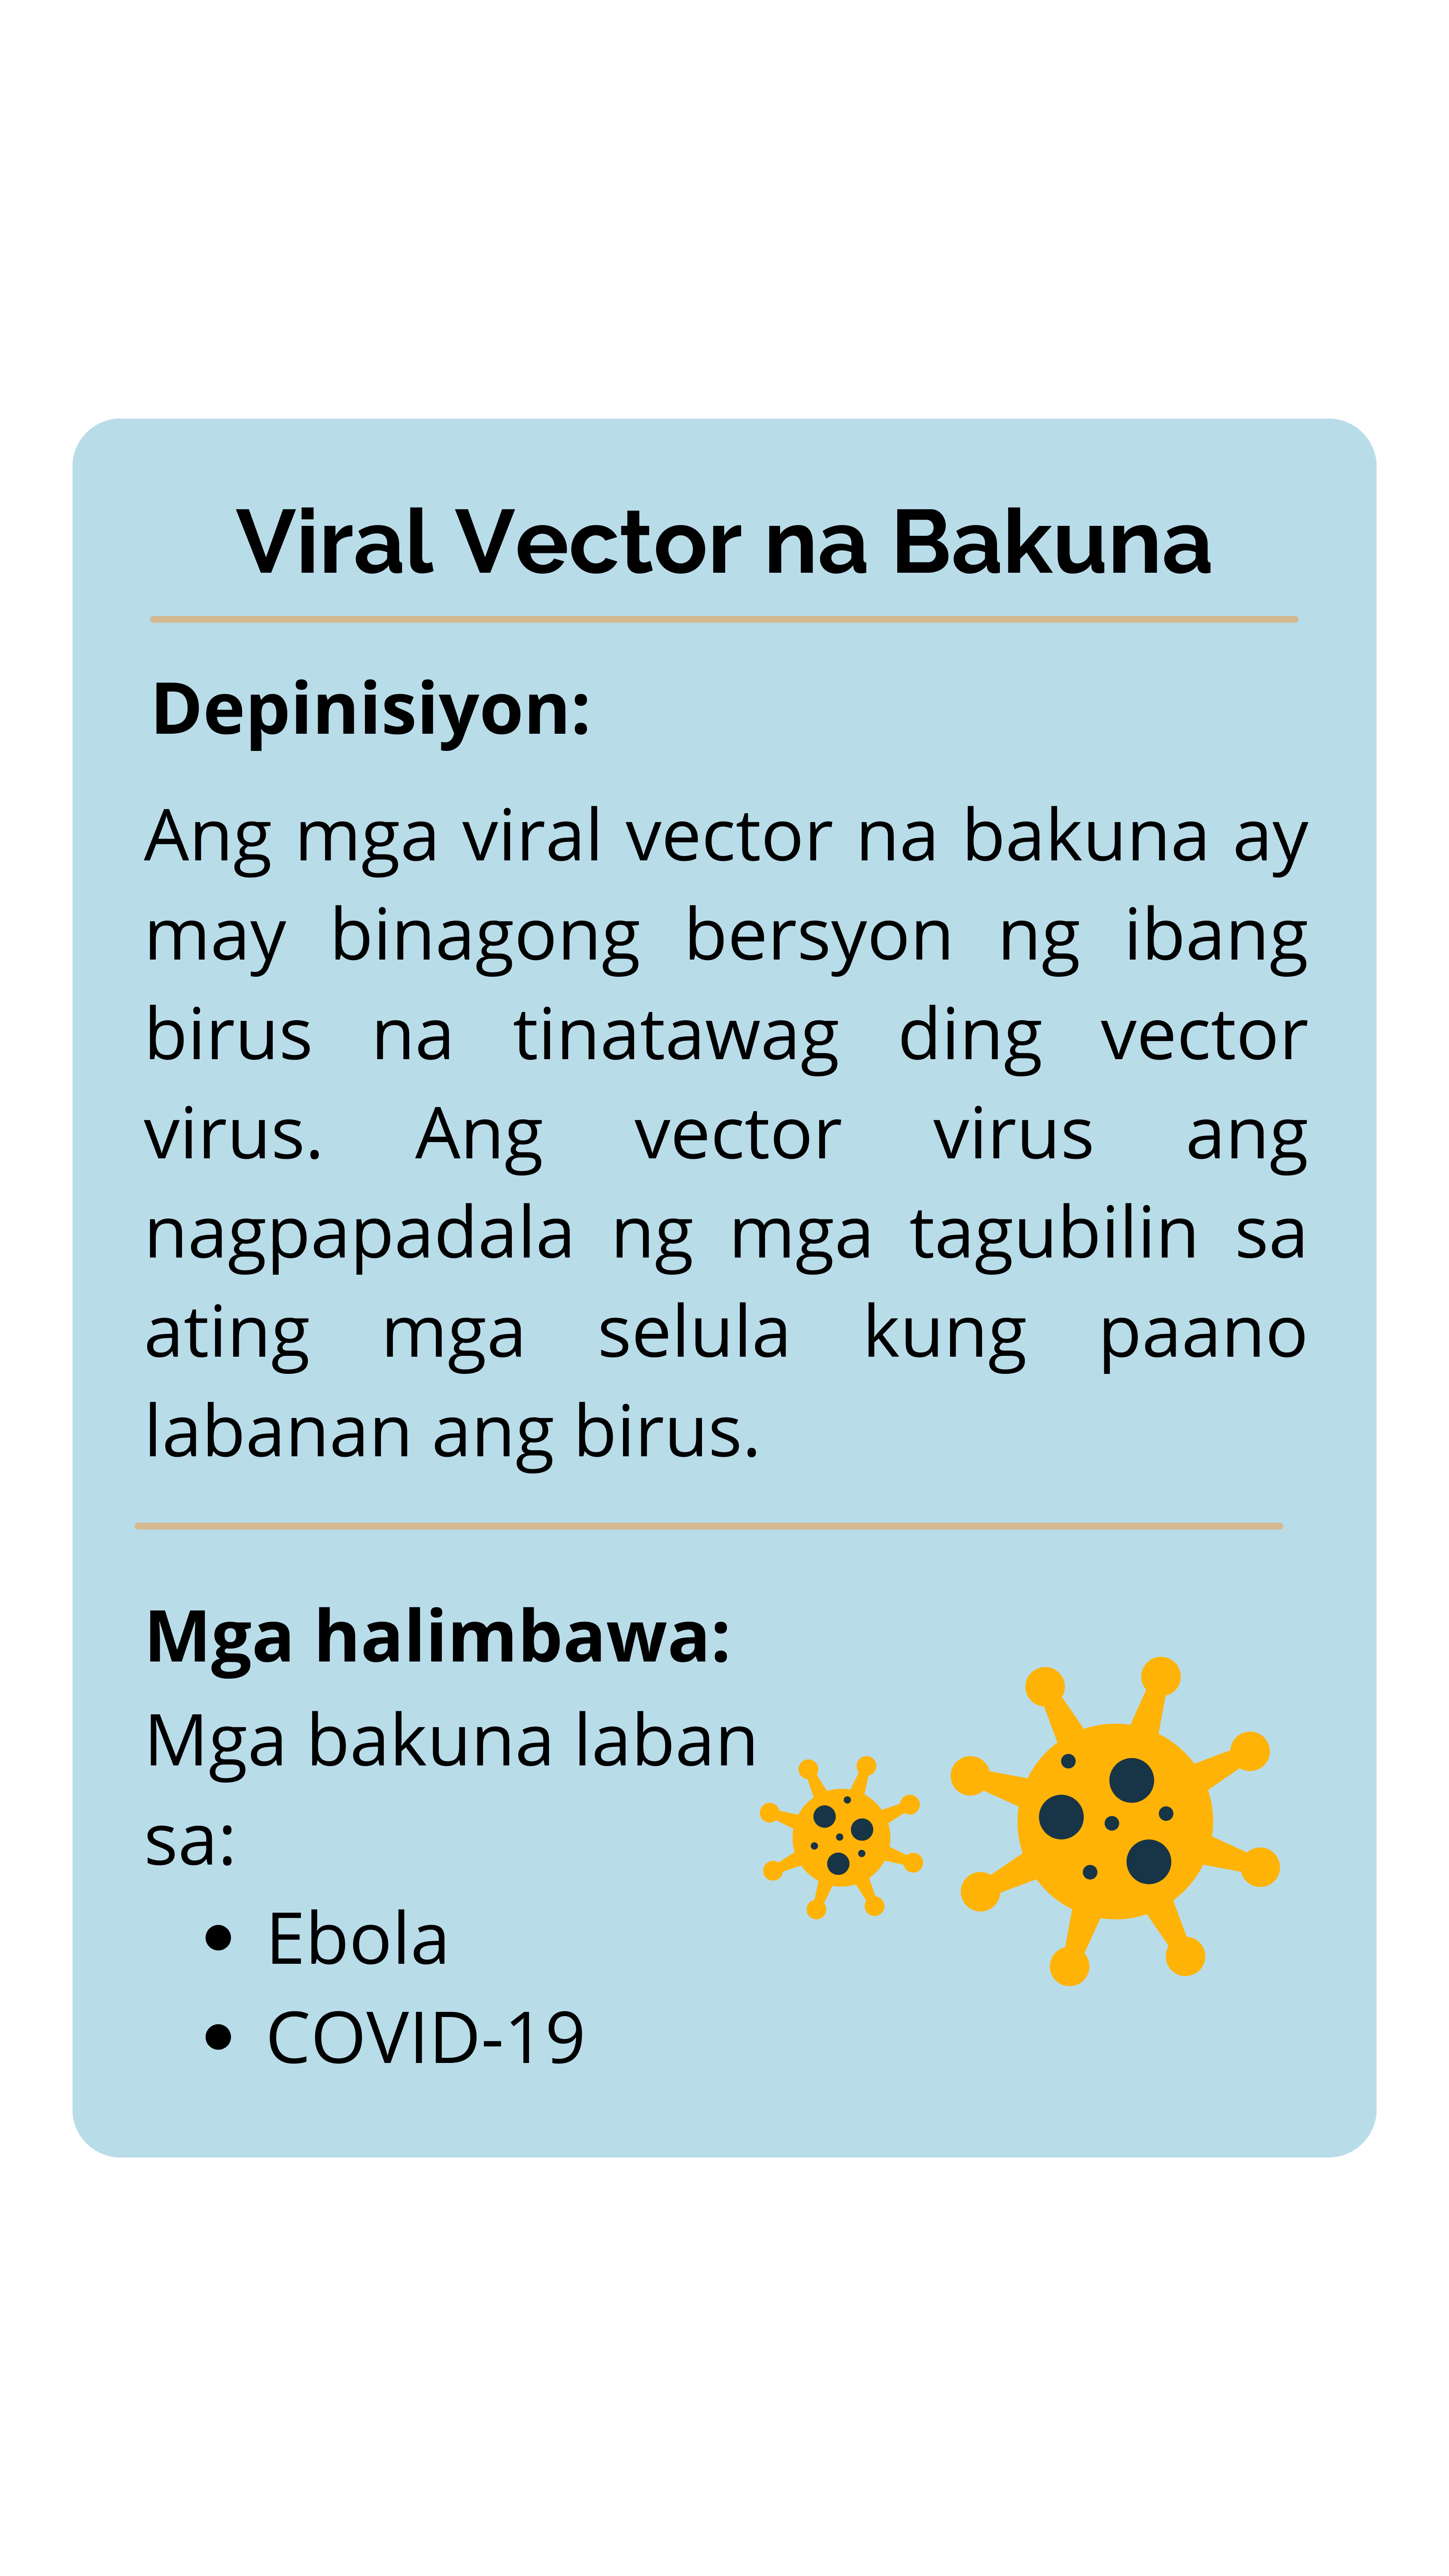 Viral Vector na Bakuna
Depinisiyon:
Ang mga viral vector na bakuna ay
may binagong bersyon ng ibang
birus na tinatawag ding vector
virus. Ang vector virus ang
nagpapadala ng mga tagubilin sa
ating mga selula kung paano
labanan ang birus.
Mga halimbawa:
Mga bakuna laban
sa:
• Ebola
• COVID-19